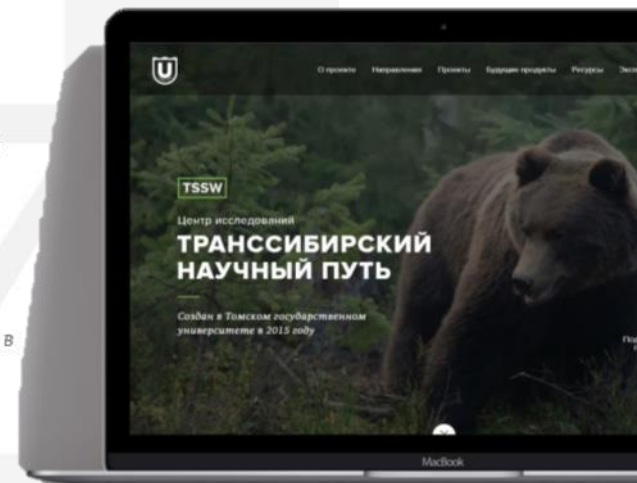 U
О проекте Направления Проекты Будущие продукты Ресурсы
TSSW
Центр исследований
ТРАНССИБИРСКИЙ
НАУЧНЫЙ ПУТЬ
Создан в Томском государственном
университете в 2015 году
в
MacBook